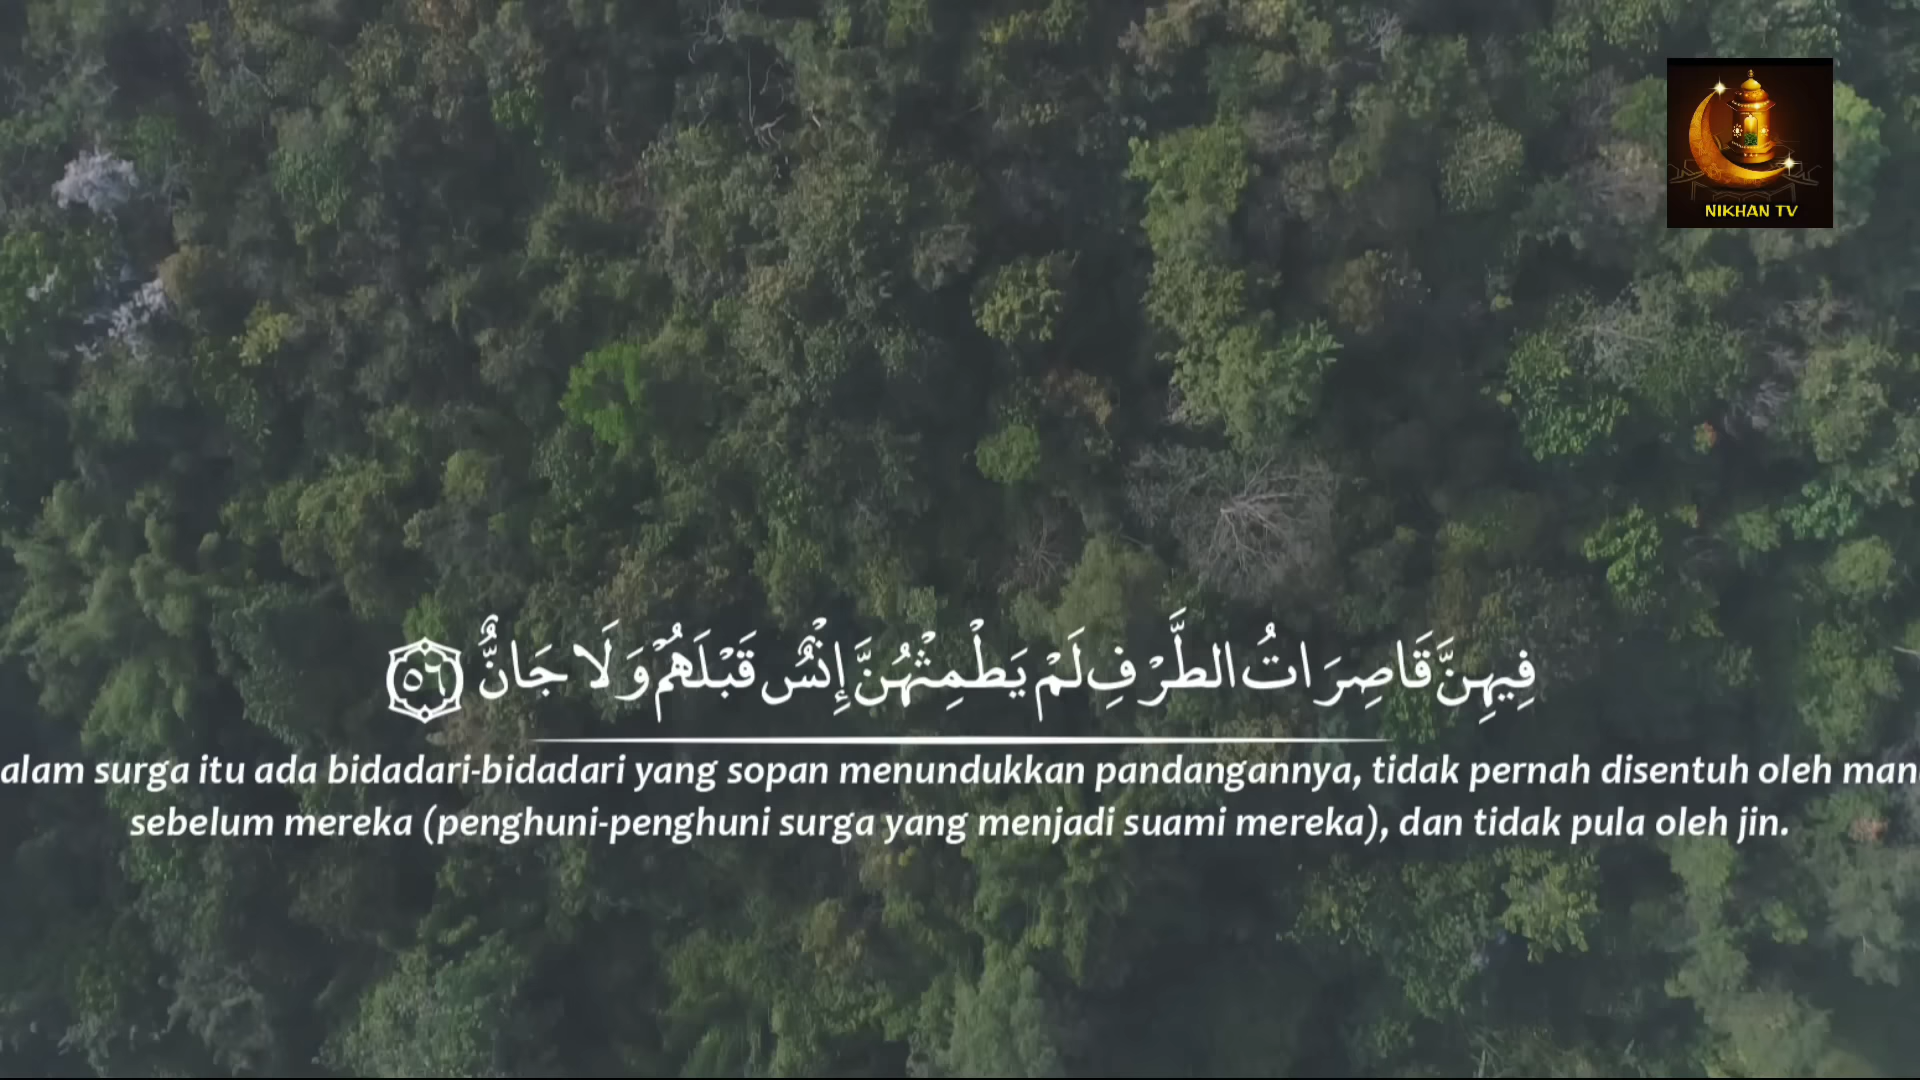 NIKHAN TV
فِيهِنَّ قَاصِرَاتُ الطَّرْفِ لَمْ يَطْمِثْهُنَّ إِنْسٌ قَبْلَهُمْ وَلَا جَانٌّ ٥٦
alam surga itu ada bidadari-bidadari yang sopan menundukkan pandangannya, tidak pernah disentuh oleh man
sebelum mereka (penghuni-penghuni surga yang menjadi suami mereka), dan tidak pula oleh jin.